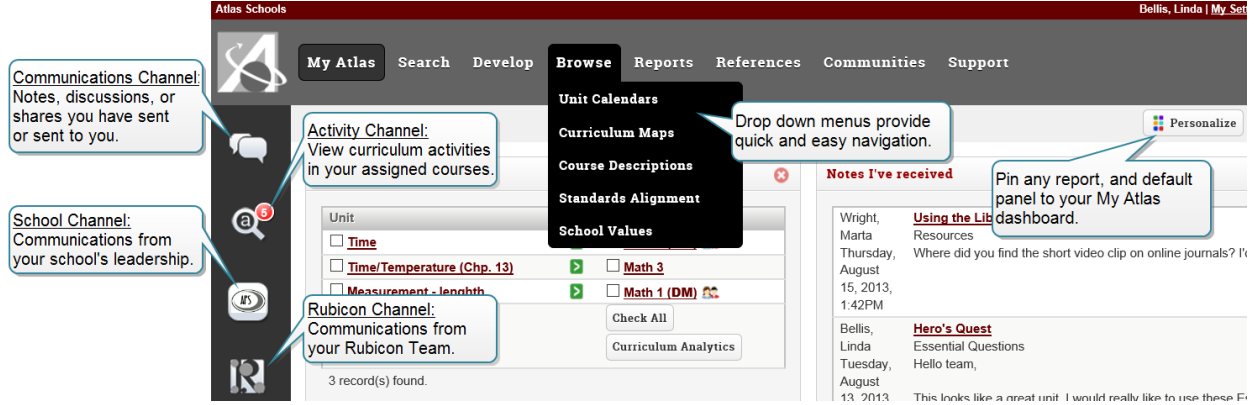 Atlas Schools
Bellis, Linda | My Set
My Atlas Search Develop Browse Reports References Communities Support
Unit Calendars
Curriculum Maps
Course Descriptions
Standards Alignment
School Values
Communications Channel:
Notes, discussions, or
shares you have sent
or sent to you.
Activity Channel:
View curriculum activities
in your assigned courses.
School Channel:
Communications from
your school's leadership.
Rubicon Channel:
Communications from
your Rubicon Team.
Drop down menus provide
quick and easy navigation.
Personalize
Pin any report, and default
panel to your My Atlas
dashboard.
a
5
Unit
Time
Time/Temperature (Chp. 13)
Math 3
Measurement - lenghth
Math 1 (DM)
Check All
Curriculum Analytics
3 record(s) found.
Notes I've received
Wright,
Marta
Thursday,
August
15, 2013,
1:42PM
Using the Lib
Resources
Where did you find the short video clip on online journals? I'
Bellis,
Linda
Tuesday,
August
13, 2013
Hero's Quest
Essential Questions
Hello team,
This looks like a great unit. I would really like to use these